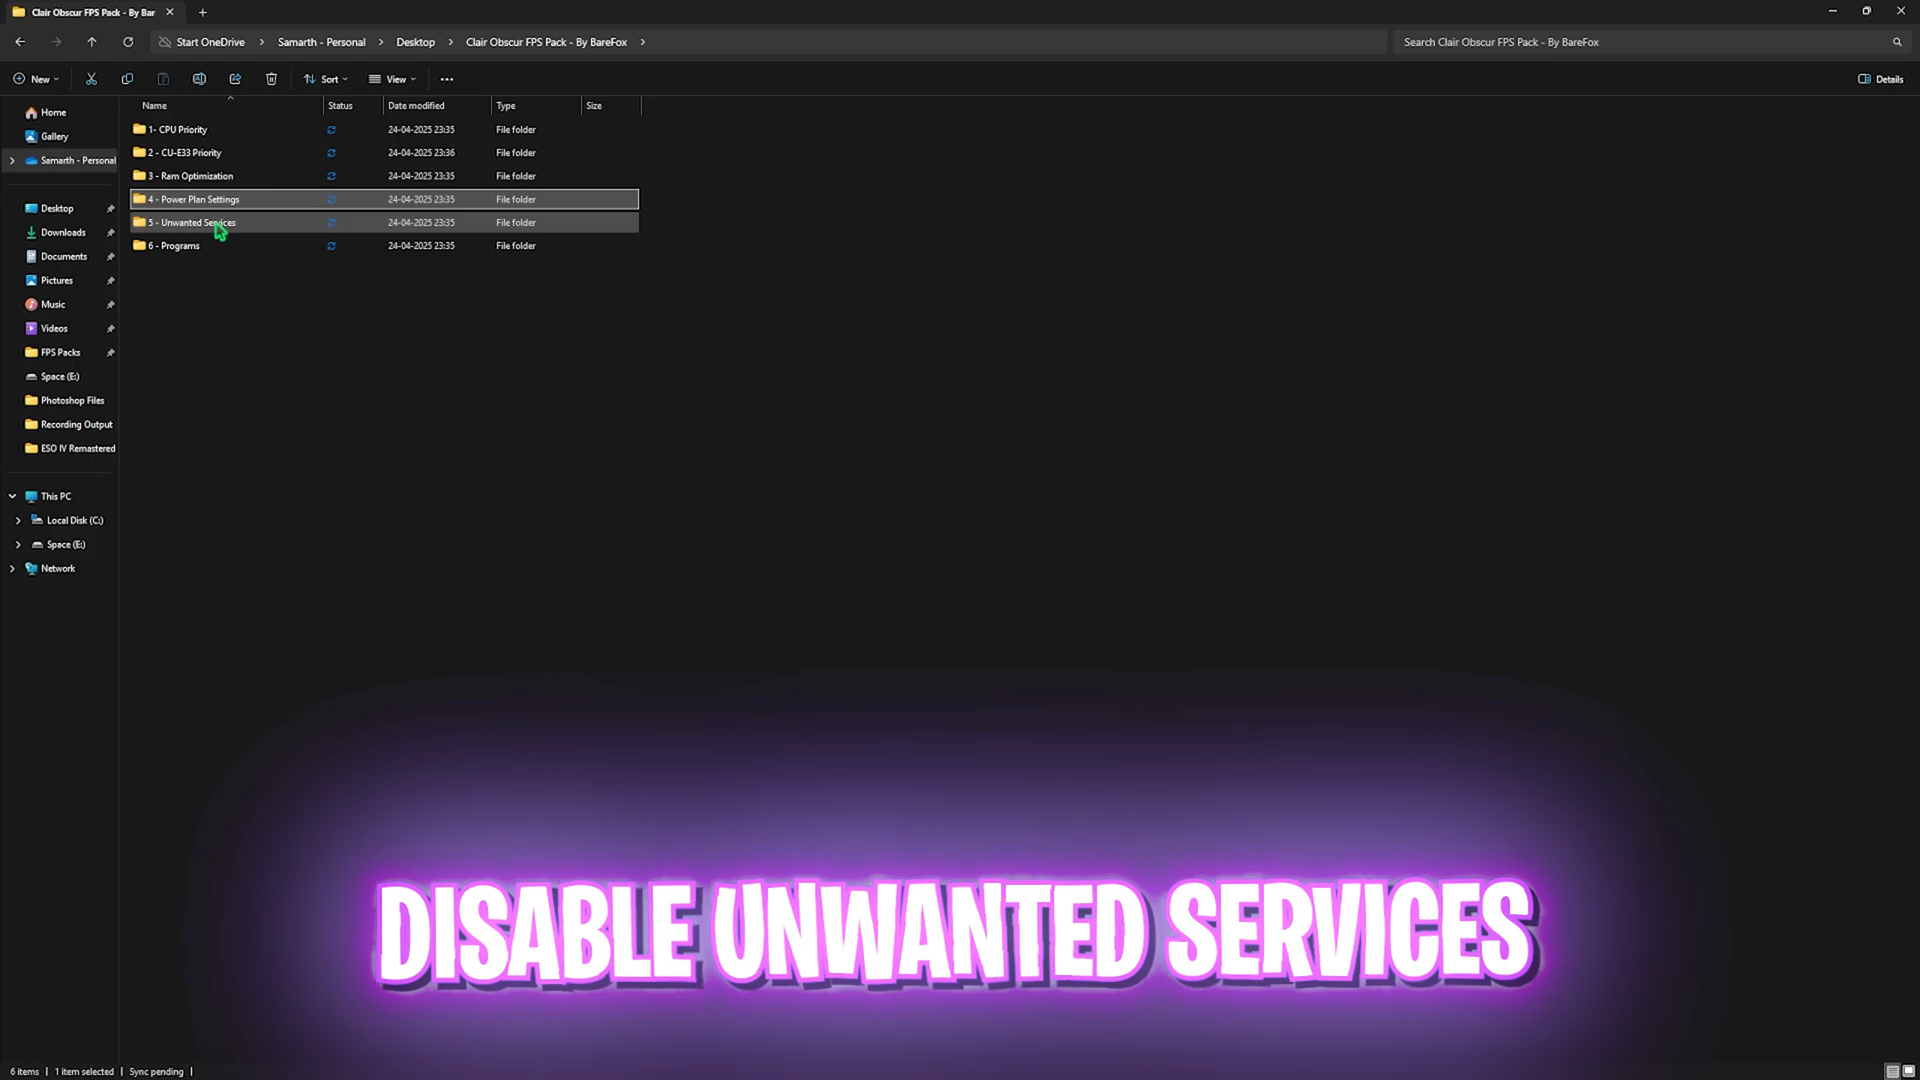 Clair Obscur FPS Pack - By Bar
Start OneDrive > Samarth - Personal > Desktop > Clair Obscur FPS Pack - By BareFox >
Search Clair Obscur FPS Pack - By BareFox
New Sort View Details
Name Status Date modified Type Size
1- CPU Priority 24-04-2025 23:35 File folder
2 - CU-E33 Priority 24-04-2025 23:36 File folder
3 - Ram Optimization 24-04-2025 23:35 File folder
4 - Power Plan Settings 24-04-2025 23:35 File folder
5 - Unwanted Services 24-04-2025 23:35 File folder
6 - Programs 24-04-2025 23:35 File folder
Home
Gallery
Samarth - Personal
Desktop
Downloads
Documents
Pictures
Music
Videos
FPS Packs
Space (E:)
Photoshop Files
Recording Output
ESO IV Remastered
This PC
Local Disk (C:)
Space (E:)
Network
DISABLE UNWANTED SERVICES
6 items | 1 item selected | Sync pending |